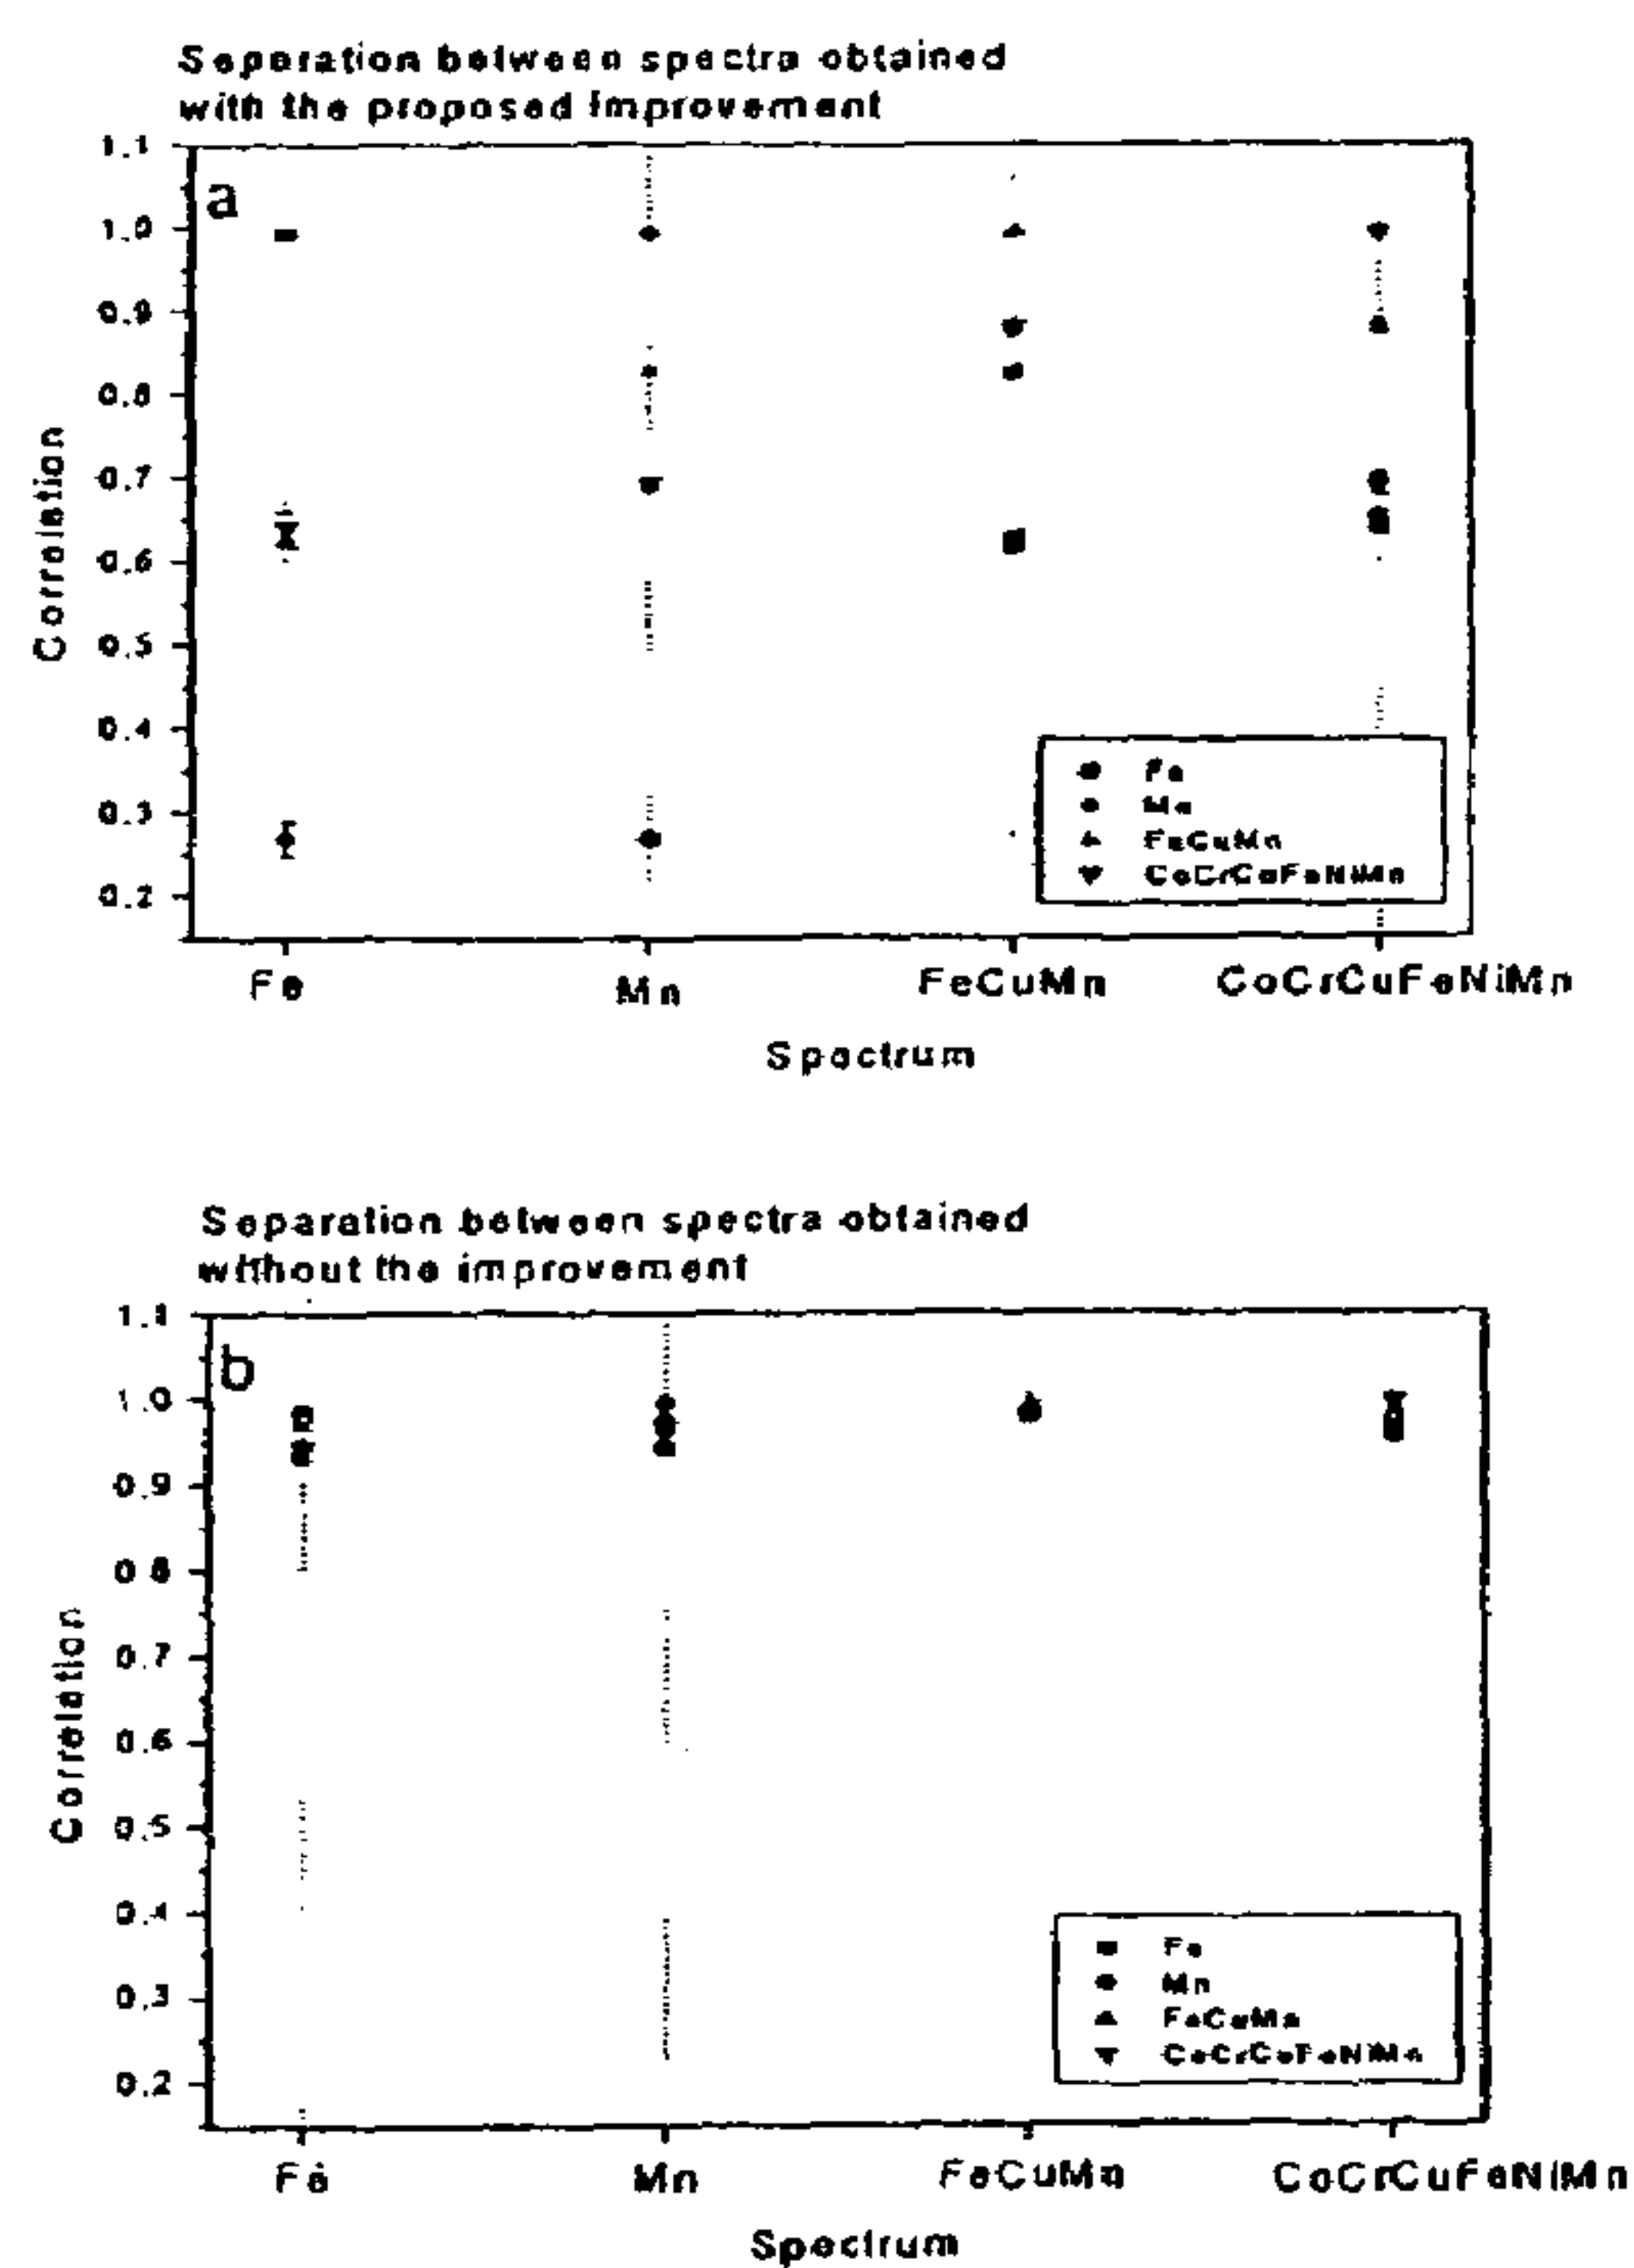 Seperation between spectra obtained
with the proposed improvement
a
1.1
1.0
0.9
0.8
0.7
0.6
0.5
0.4
0.3
0.2
Correlation
Fe
Mn
FeCuMn
CoCrCuFeNiMn
Fe
Mn
FeCuMn
CoCrCuFeNiMn
Spectrum
Separation between spectra obtained
without the improvement
b
1.1
1.0
0.9
0.8
0.7
0.6
0.5
0.4
0.3
0.2
Correlation
Fe
Mn
FeCuMn
CoCrCuFeNiMn
Fe
Mn
FeCuMn
CoCrCuFeNiMn
Spectrum